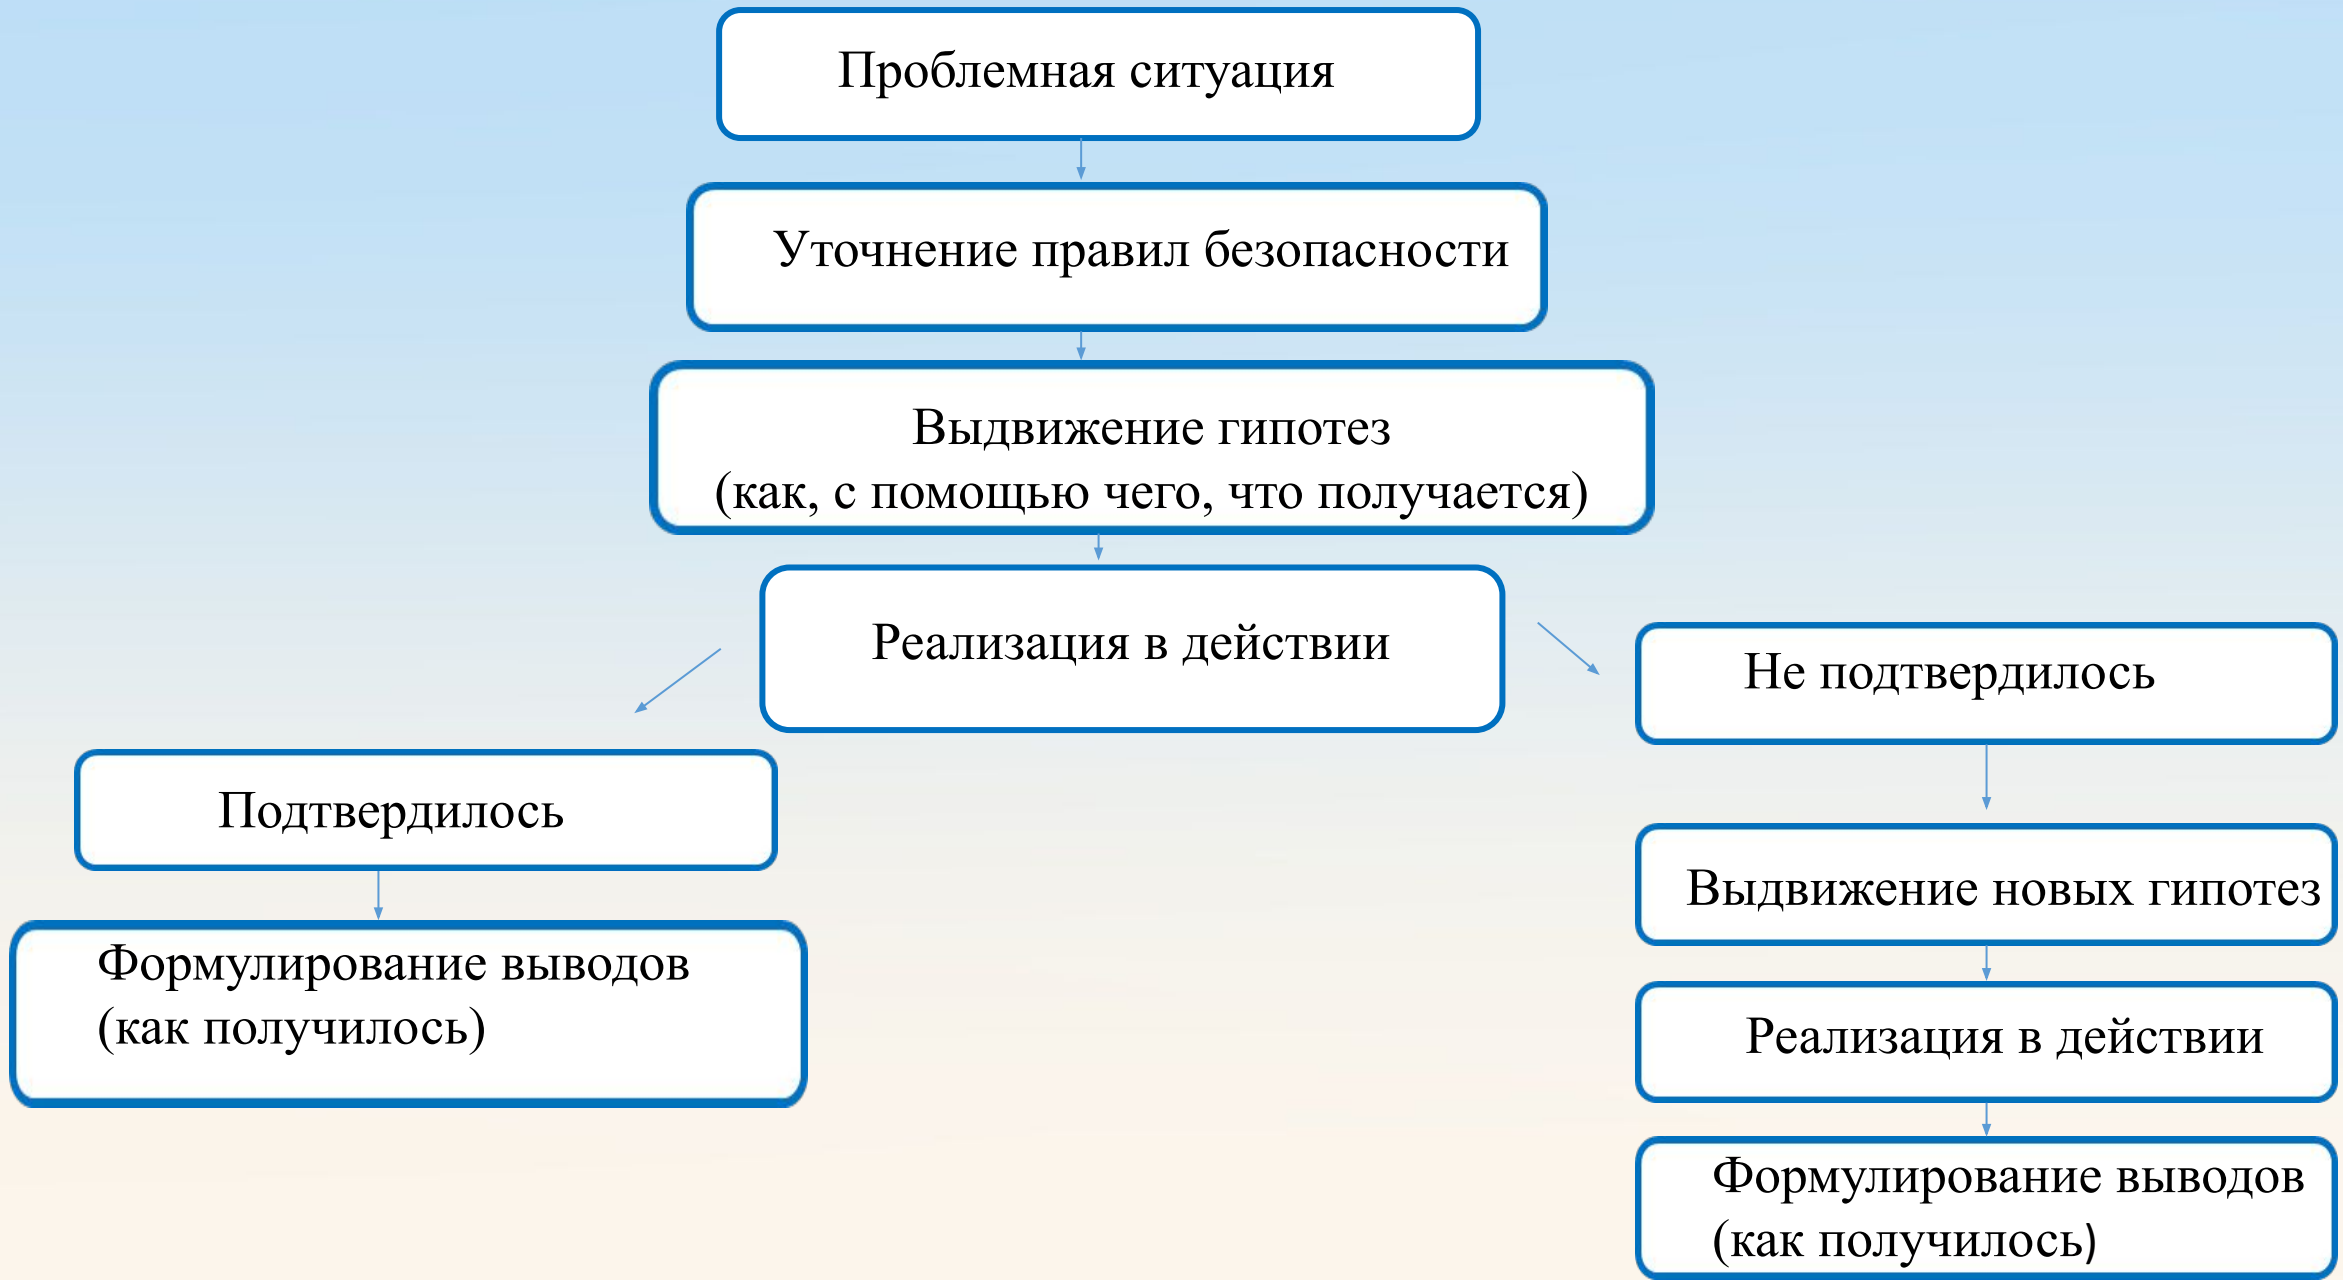 Проблемная ситуация
Уточнение правил безопасности
Выдвижение гипотез
(как, с помощью чего, что получается)
Реализация в действии
Подтвердилось
Формулирование выводов
(как получилось)
Не подтвердилось
Выдвижение новых гипотез
Реализация в действии
Формулирование выводов
(как получилось)